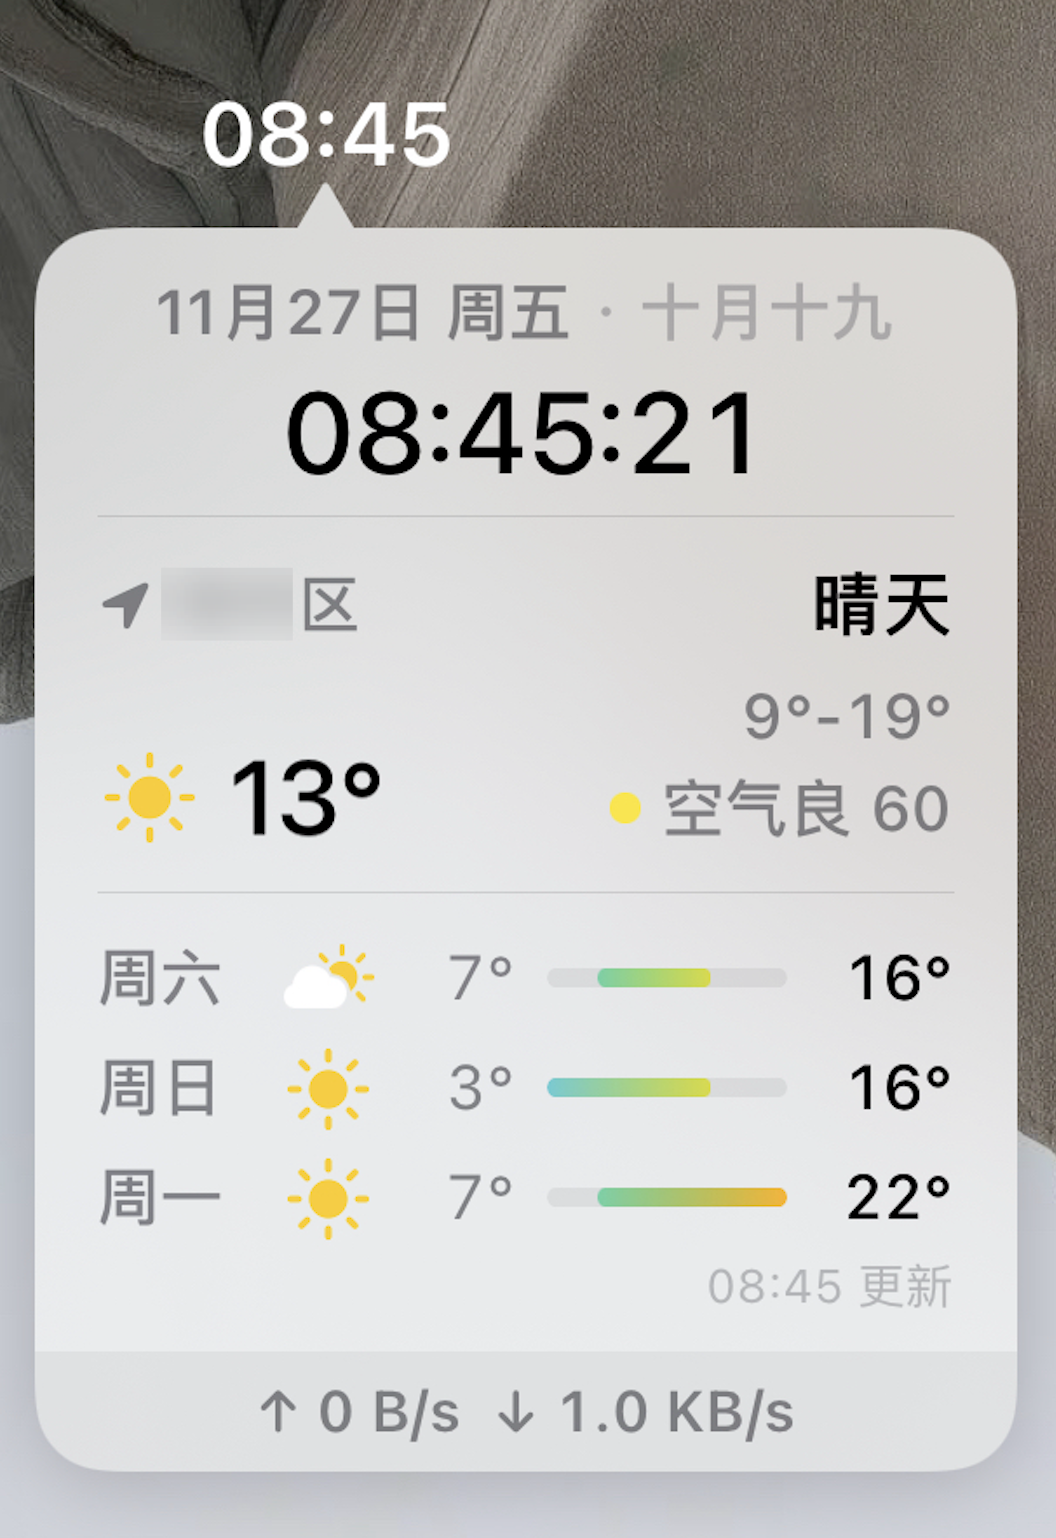 08:45
11月27日 周五 · 十月十九
08:45:21
区 晴天
9°-19°
13° 空气良 60
周六 7° 16°
周日 3° 16°
周一 7° 22°
08:45 更新
↑ 0 B/s ↓ 1.0 KB/s